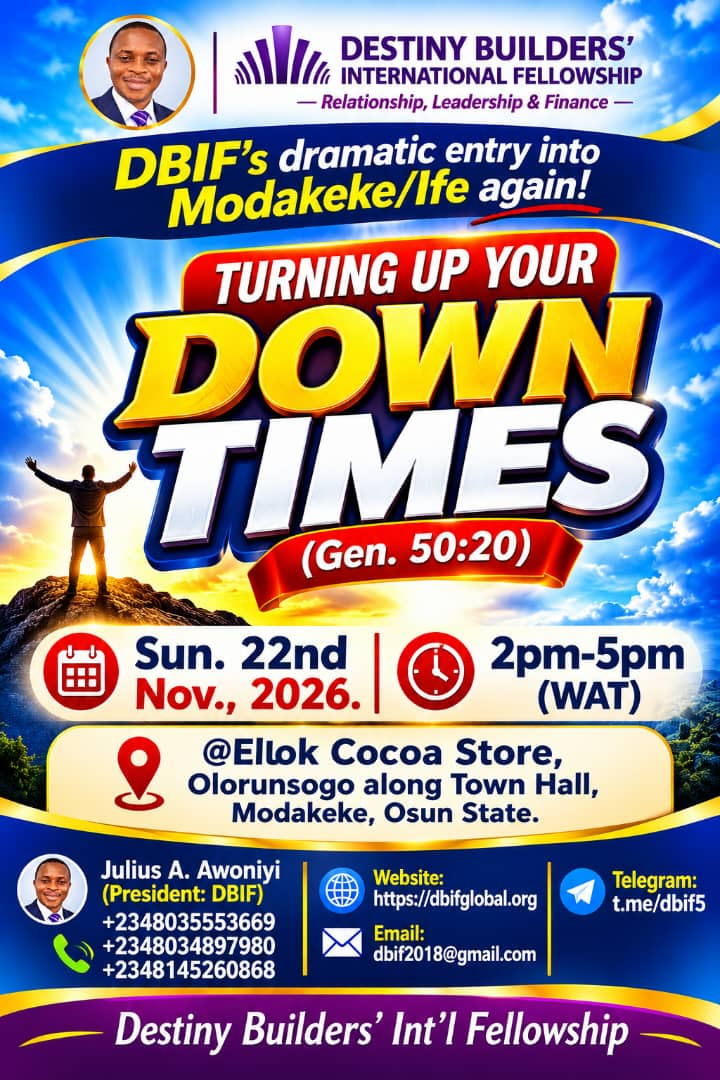 DESTINY BUILDERS'
INTERNATIONAL FELLOWSHIP
— Relationship, Leadership & Finance —
DBIF's dramatic entry into
Modakeke/Ife again!
TURNING UP YOUR
DOWN
TIMES
(Gen. 50:20)
Sun. 22nd
Nov., 2026.
2pm-5pm
(WAT)
@Ellok Cocoa Store,
Olorunsogo along Town Hall,
Modakeke, Osun State.
Julius A. Awoniyi
(President: DBIF)
+2348035553669
+2348034897980
+2348145260868
Website:
https://dbifglobal.org
Email:
dbif2018@gmail.com
Telegram:
t.me/dbif5
Destiny Builders' Int'l Fellowship